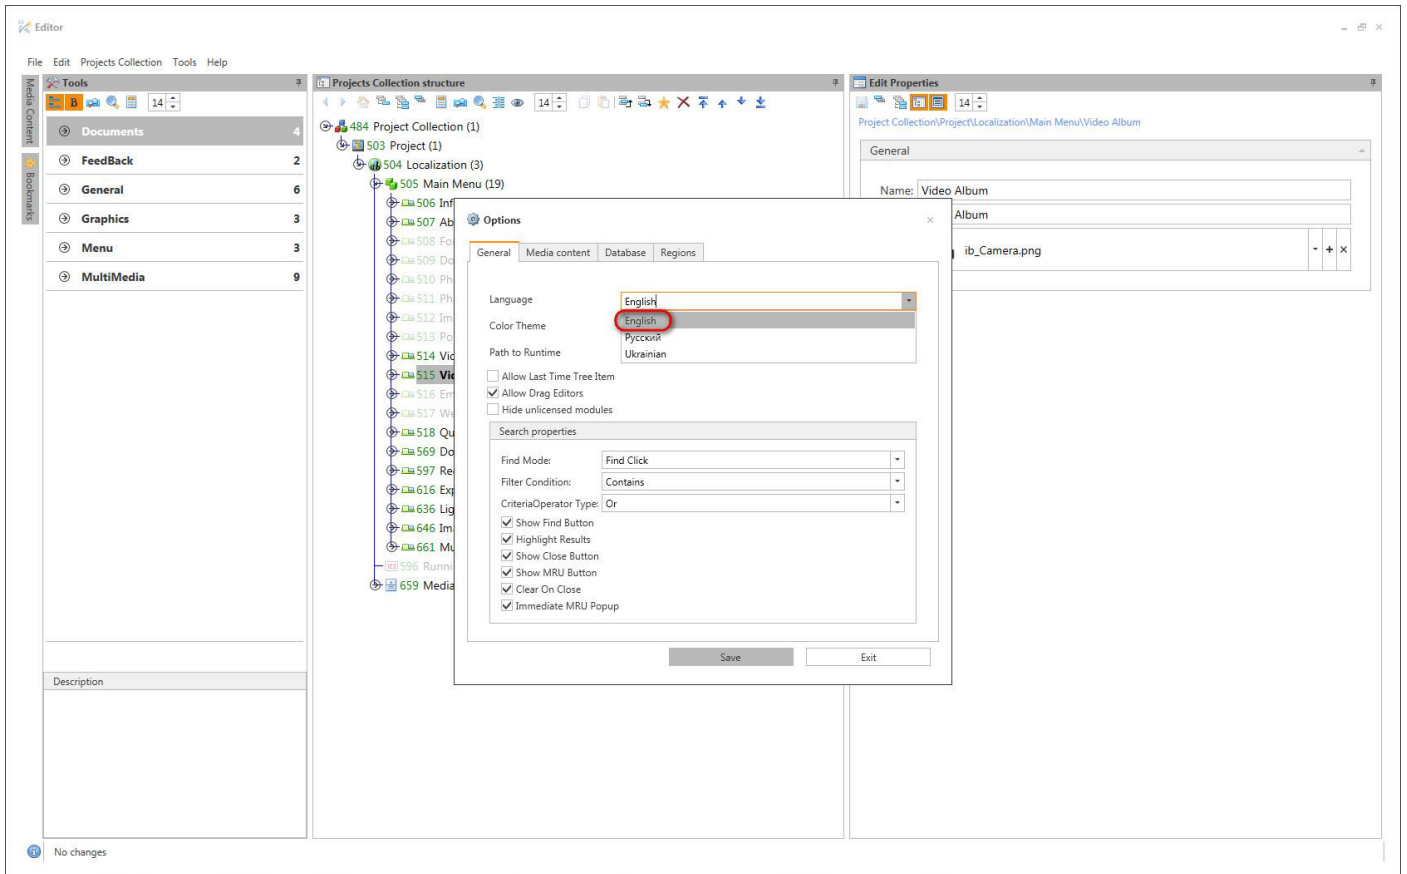 Editor
File Edit Projects Collection Tools Help
Media Content
Bookmarks
Tools
B 14
Documents 4
FeedBack 2
General 6
Graphics 3
Menu 3
MultiMedia 9
Description
Projects Collection structure
14
484 Project Collection (1)
503 Project (1)
504 Localization (3)
505 Main Menu (19)
506 Inf
507 Ab
508 Fo
509 Do
510 Ph
511 Ph
512 Im
513 Po
514 Vid
515 Vid
516 Em
517 We
518 Qu
569 Do
597 Re
616 Exp
636 Lig
646 Im
661 Mu
596 Runni
659 Media
Options
General Media content Database Regions
Language English
English
Русский
Ukrainian
Color Theme
Path to Runtime
Allow Last Time Tree Item
Allow Drag Editors
Hide unlicensed modules
Search properties
Find Mode: Find Click
Filter Condition: Contains
CriteriaOperator Type: Or
Show Find Button
Highlight Results
Show Close Button
Show MRU Button
Clear On Close
Immediate MRU Popup
Save Exit
Edit Properties
14
Project Collection\Project\Localization\Main Menu\Video Album
General
Name: Video Album
Album
ib_Camera.png
No changes